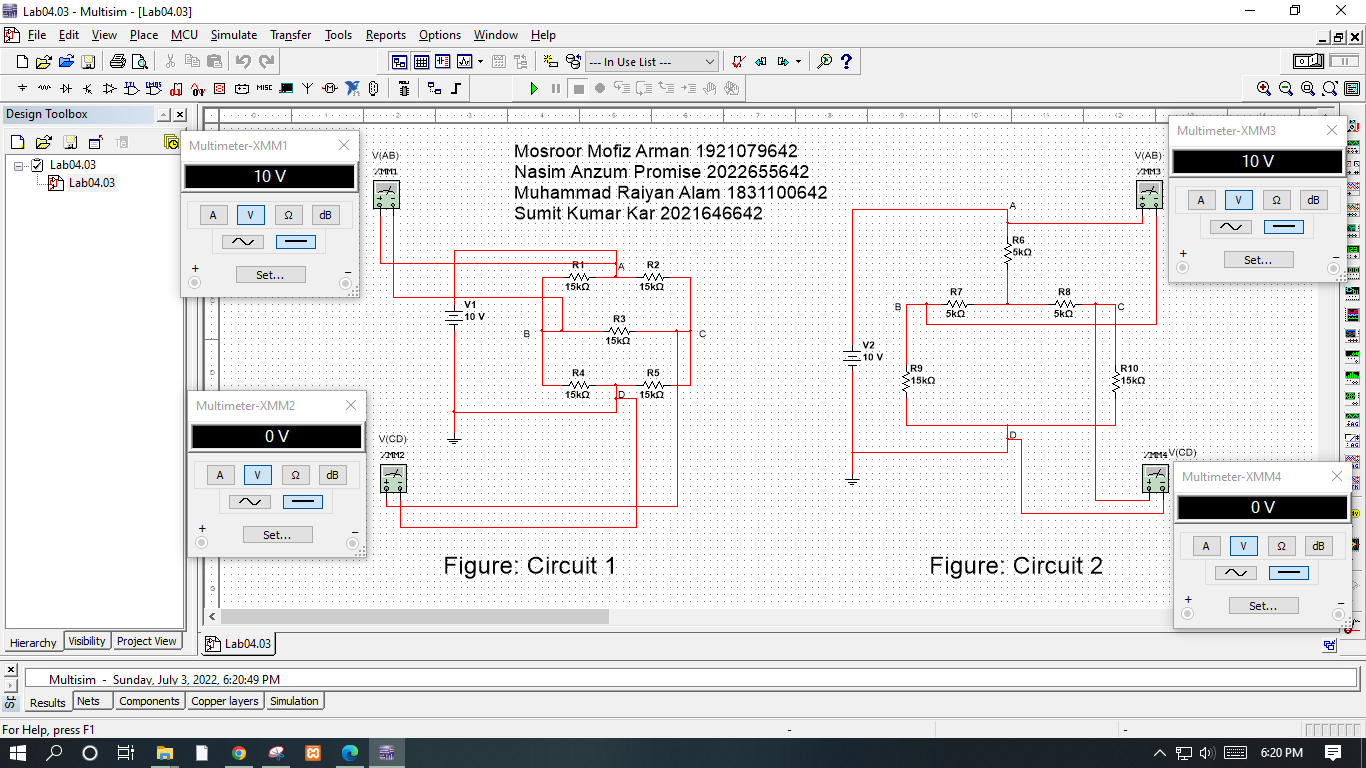 Lab04.03 - Multisim - [Lab04.03]
File Edit View Place MCU Simulate Transfer Tools Reports Options Window Help
--- In Use List ---
MISC
Design Toolbox
Lab04.03
Lab04.03
Hierarchy Visibility Project View
Multimeter-XMM1
10 V
A V Ω dB
+ Set... –
Multimeter-XMM2
0 V
A V Ω dB
+ Set... –
Mosroor Mofiz Arman 1921079642
Nasim Anzum Promise 2022655642
Muhammad Raiyan Alam 1831100642
Sumit Kumar Kar 2021646642
V(AB)
XMM1
A
R1
15kΩ
R2
15kΩ
V1
10 V
B
R3
15kΩ
C
R4
15kΩ
R5
15kΩ
D
V(CD)
XMM2
Figure: Circuit 1
V(AB)
XMM3
A
R6
5kΩ
R7
5kΩ
R8
5kΩ
B
C
V2
10 V
R9
15kΩ
R10
15kΩ
D
XMM4
V(CD)
Figure: Circuit 2
Multimeter-XMM3
10 V
A V Ω dB
+ Set... –
Multimeter-XMM4
0 V
A V Ω dB
+ Set... –
Lab04.03
Multisim - Sunday, July 3, 2022, 6:20:49 PM
Results Nets Components Copper layers Simulation
For Help, press F1
6:20 PM